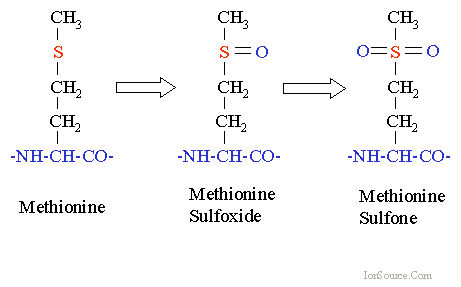 CH3 CH3 CH3
S S=O O=S=O
CH2 CH2 CH2
CH2 CH2 CH2
-NH-CH-CO- -NH-CH-CO- -NH-CH-CO-
Methionine
Methionine
Sulfoxide
Methionine
Sulfone
IonSource.Com